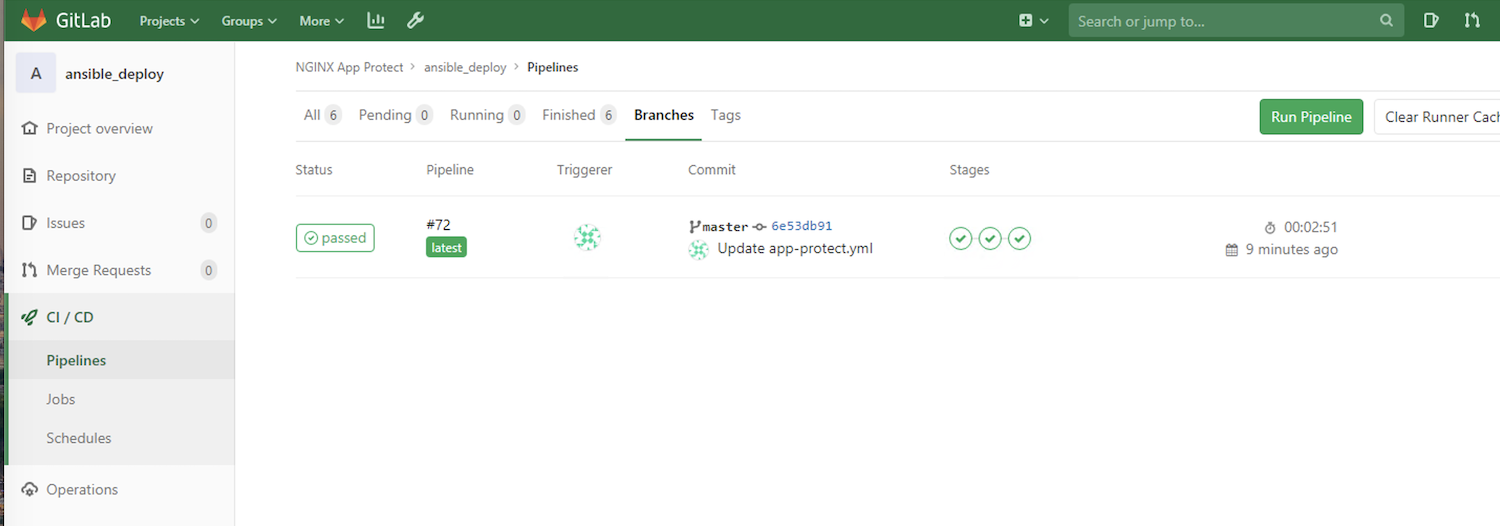 GitLab Projects Groups More Search or jump to...
A ansible_deploy
NGINX App Protect > ansible_deploy > Pipelines
All 6 Pending 0 Running 0 Finished 6 Branches Tags
Run Pipeline Clear Runner Cach
Project overview
Repository
Issues 0
Merge Requests 0
CI / CD
Pipelines
Jobs
Schedules
Operations
Status Pipeline Triggerer Commit Stages
passed #72 latest
master 6e53db91
Update app-protect.yml
00:02:51
9 minutes ago